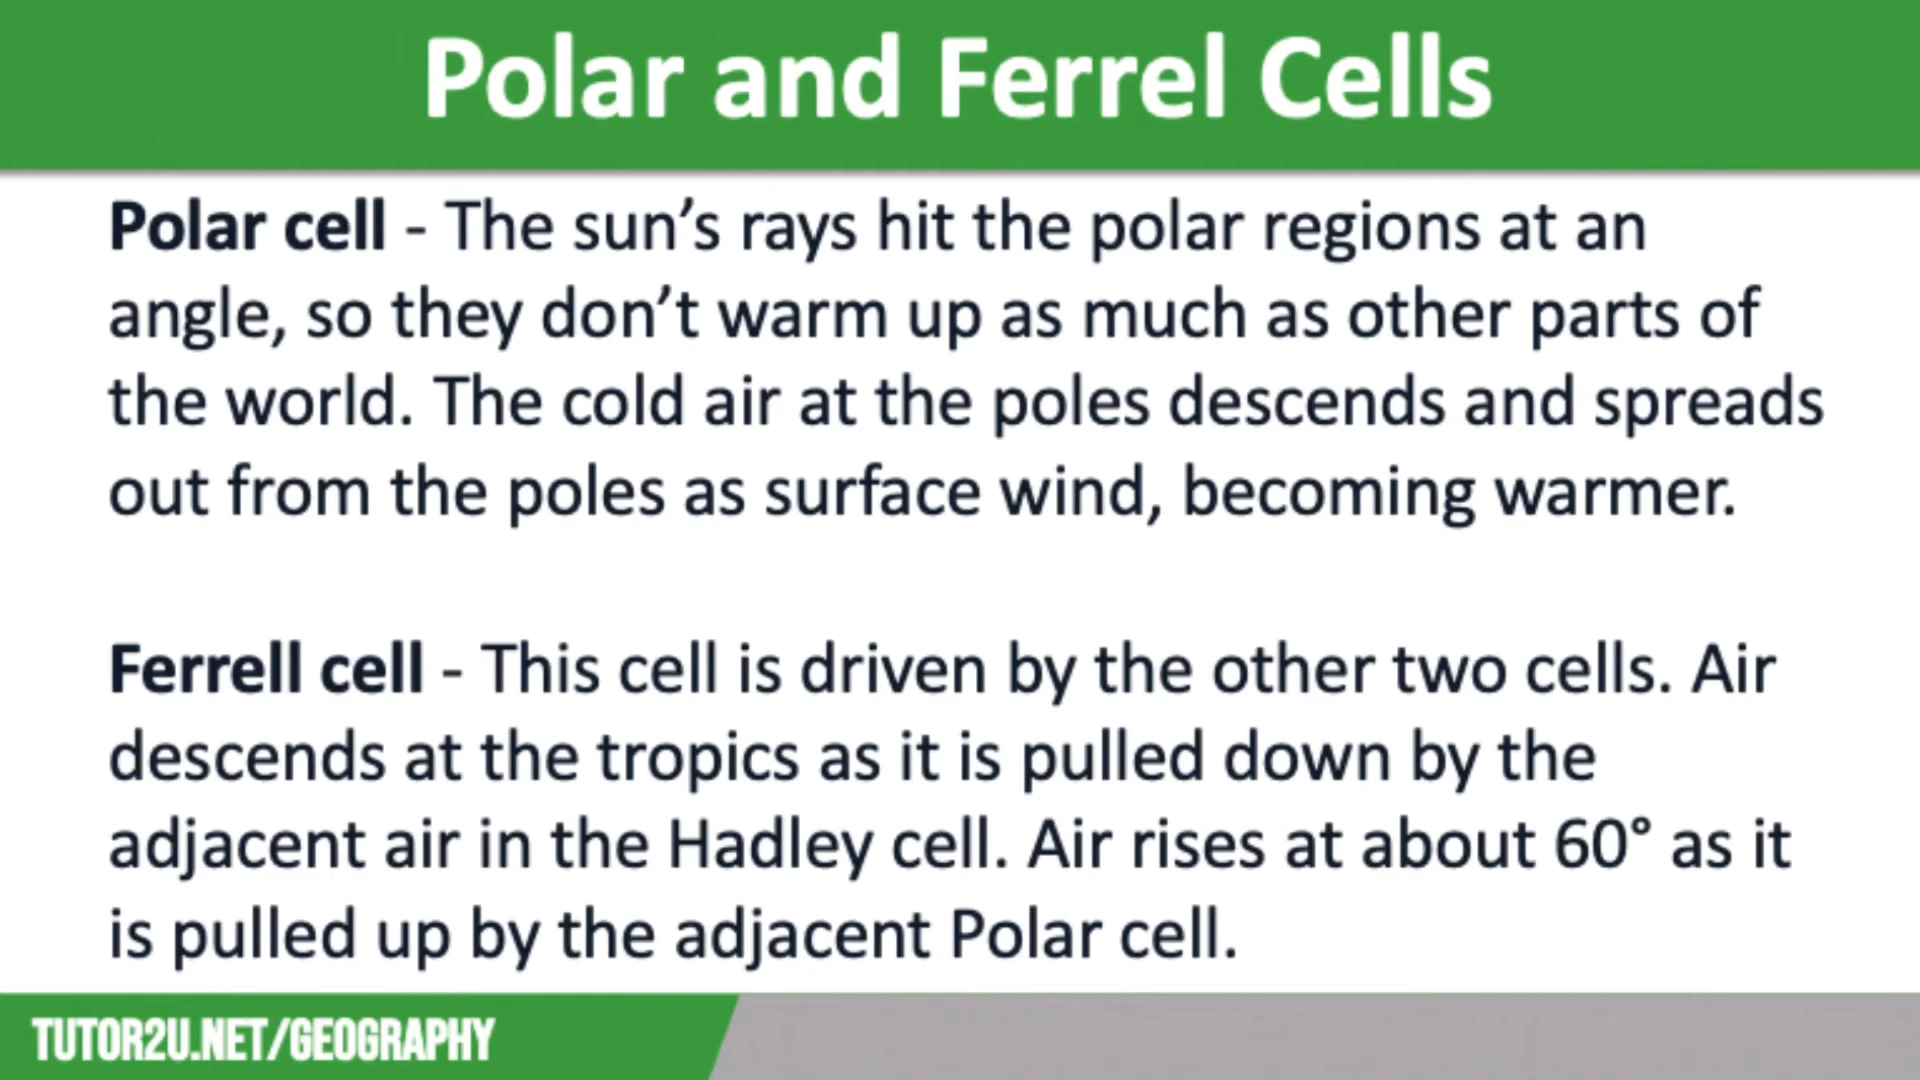 Polar and Ferrel Cells
Polar cell - The sun’s rays hit the polar regions at an
angle, so they don’t warm up as much as other parts of
the world. The cold air at the poles descends and spreads
out from the poles as surface wind, becoming warmer.
Ferrell cell - This cell is driven by the other two cells. Air
descends at the tropics as it is pulled down by the
adjacent air in the Hadley cell. Air rises at about 60° as it
is pulled up by the adjacent Polar cell.
TUTOR2U.NET/GEOGRAPHY